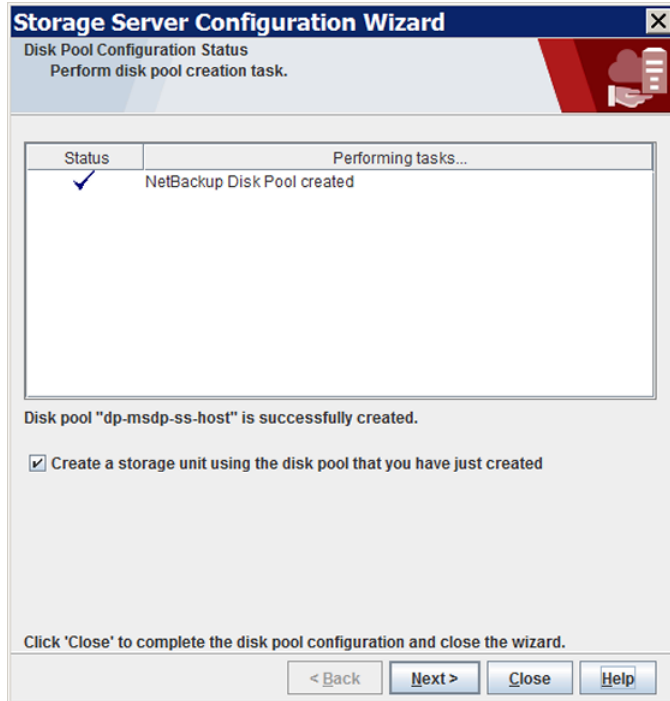 Storage Server Configuration Wizard
Disk Pool Configuration Status
Perform disk pool creation task.
Status Performing tasks...
NetBackup Disk Pool created
Disk pool "dp-msdp-ss-host" is successfully created.
Create a storage unit using the disk pool that you have just created
Click 'Close' to complete the disk pool configuration and close the wizard.
< Back Next > Close Help